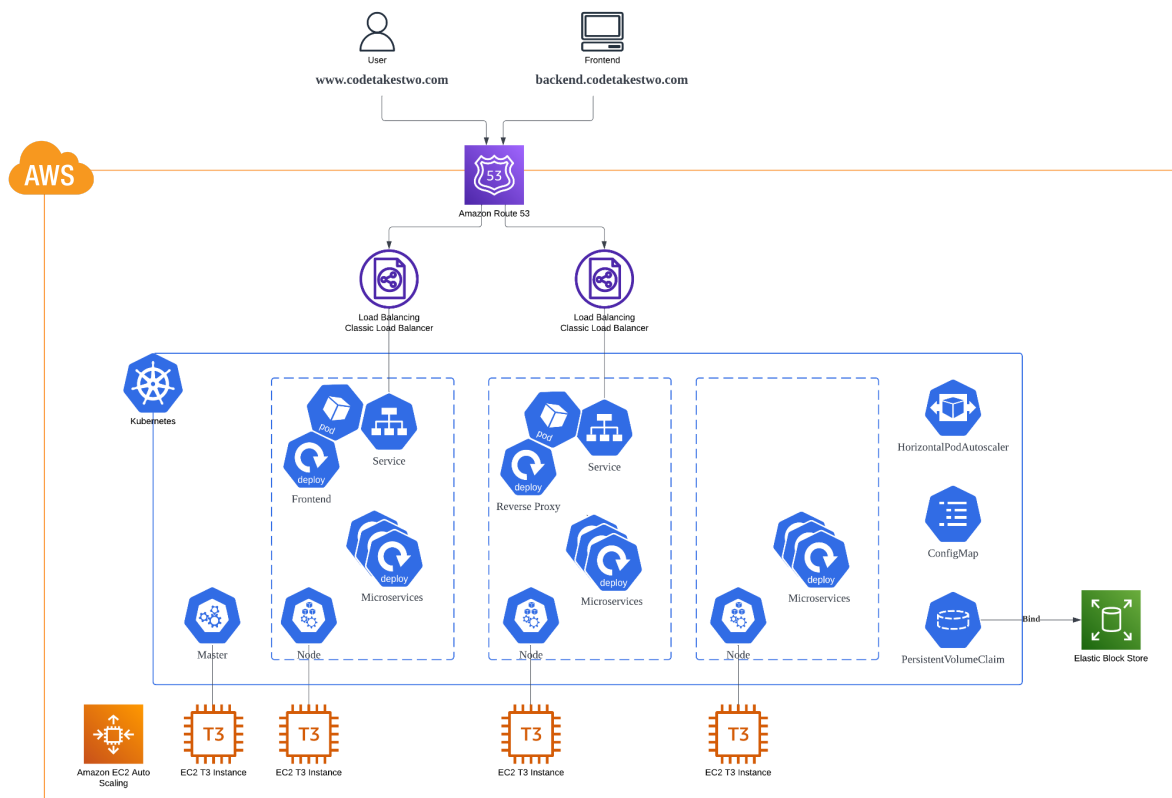 User
Frontend
www.codetakestwo.com
backend.codetakestwo.com
AWS
53
Amazon Route 53
Load Balancing
Classic Load Balancer
Load Balancing
Classic Load Balancer
Kubernetes
pod
Service
deploy
Frontend
deploy
Microservices
pod
Service
deploy
Reverse Proxy
deploy
Microservices
deploy
Microservices
HorizontalPodAutoscaler
ConfigMap
PersistentVolumeClaim
Bind
Elastic Block Store
Master
Node
Node
Node
Amazon EC2 Auto
Scaling
T3
EC2 T3 Instance
T3
EC2 T3 Instance
T3
EC2 T3 Instance
T3
EC2 T3 Instance